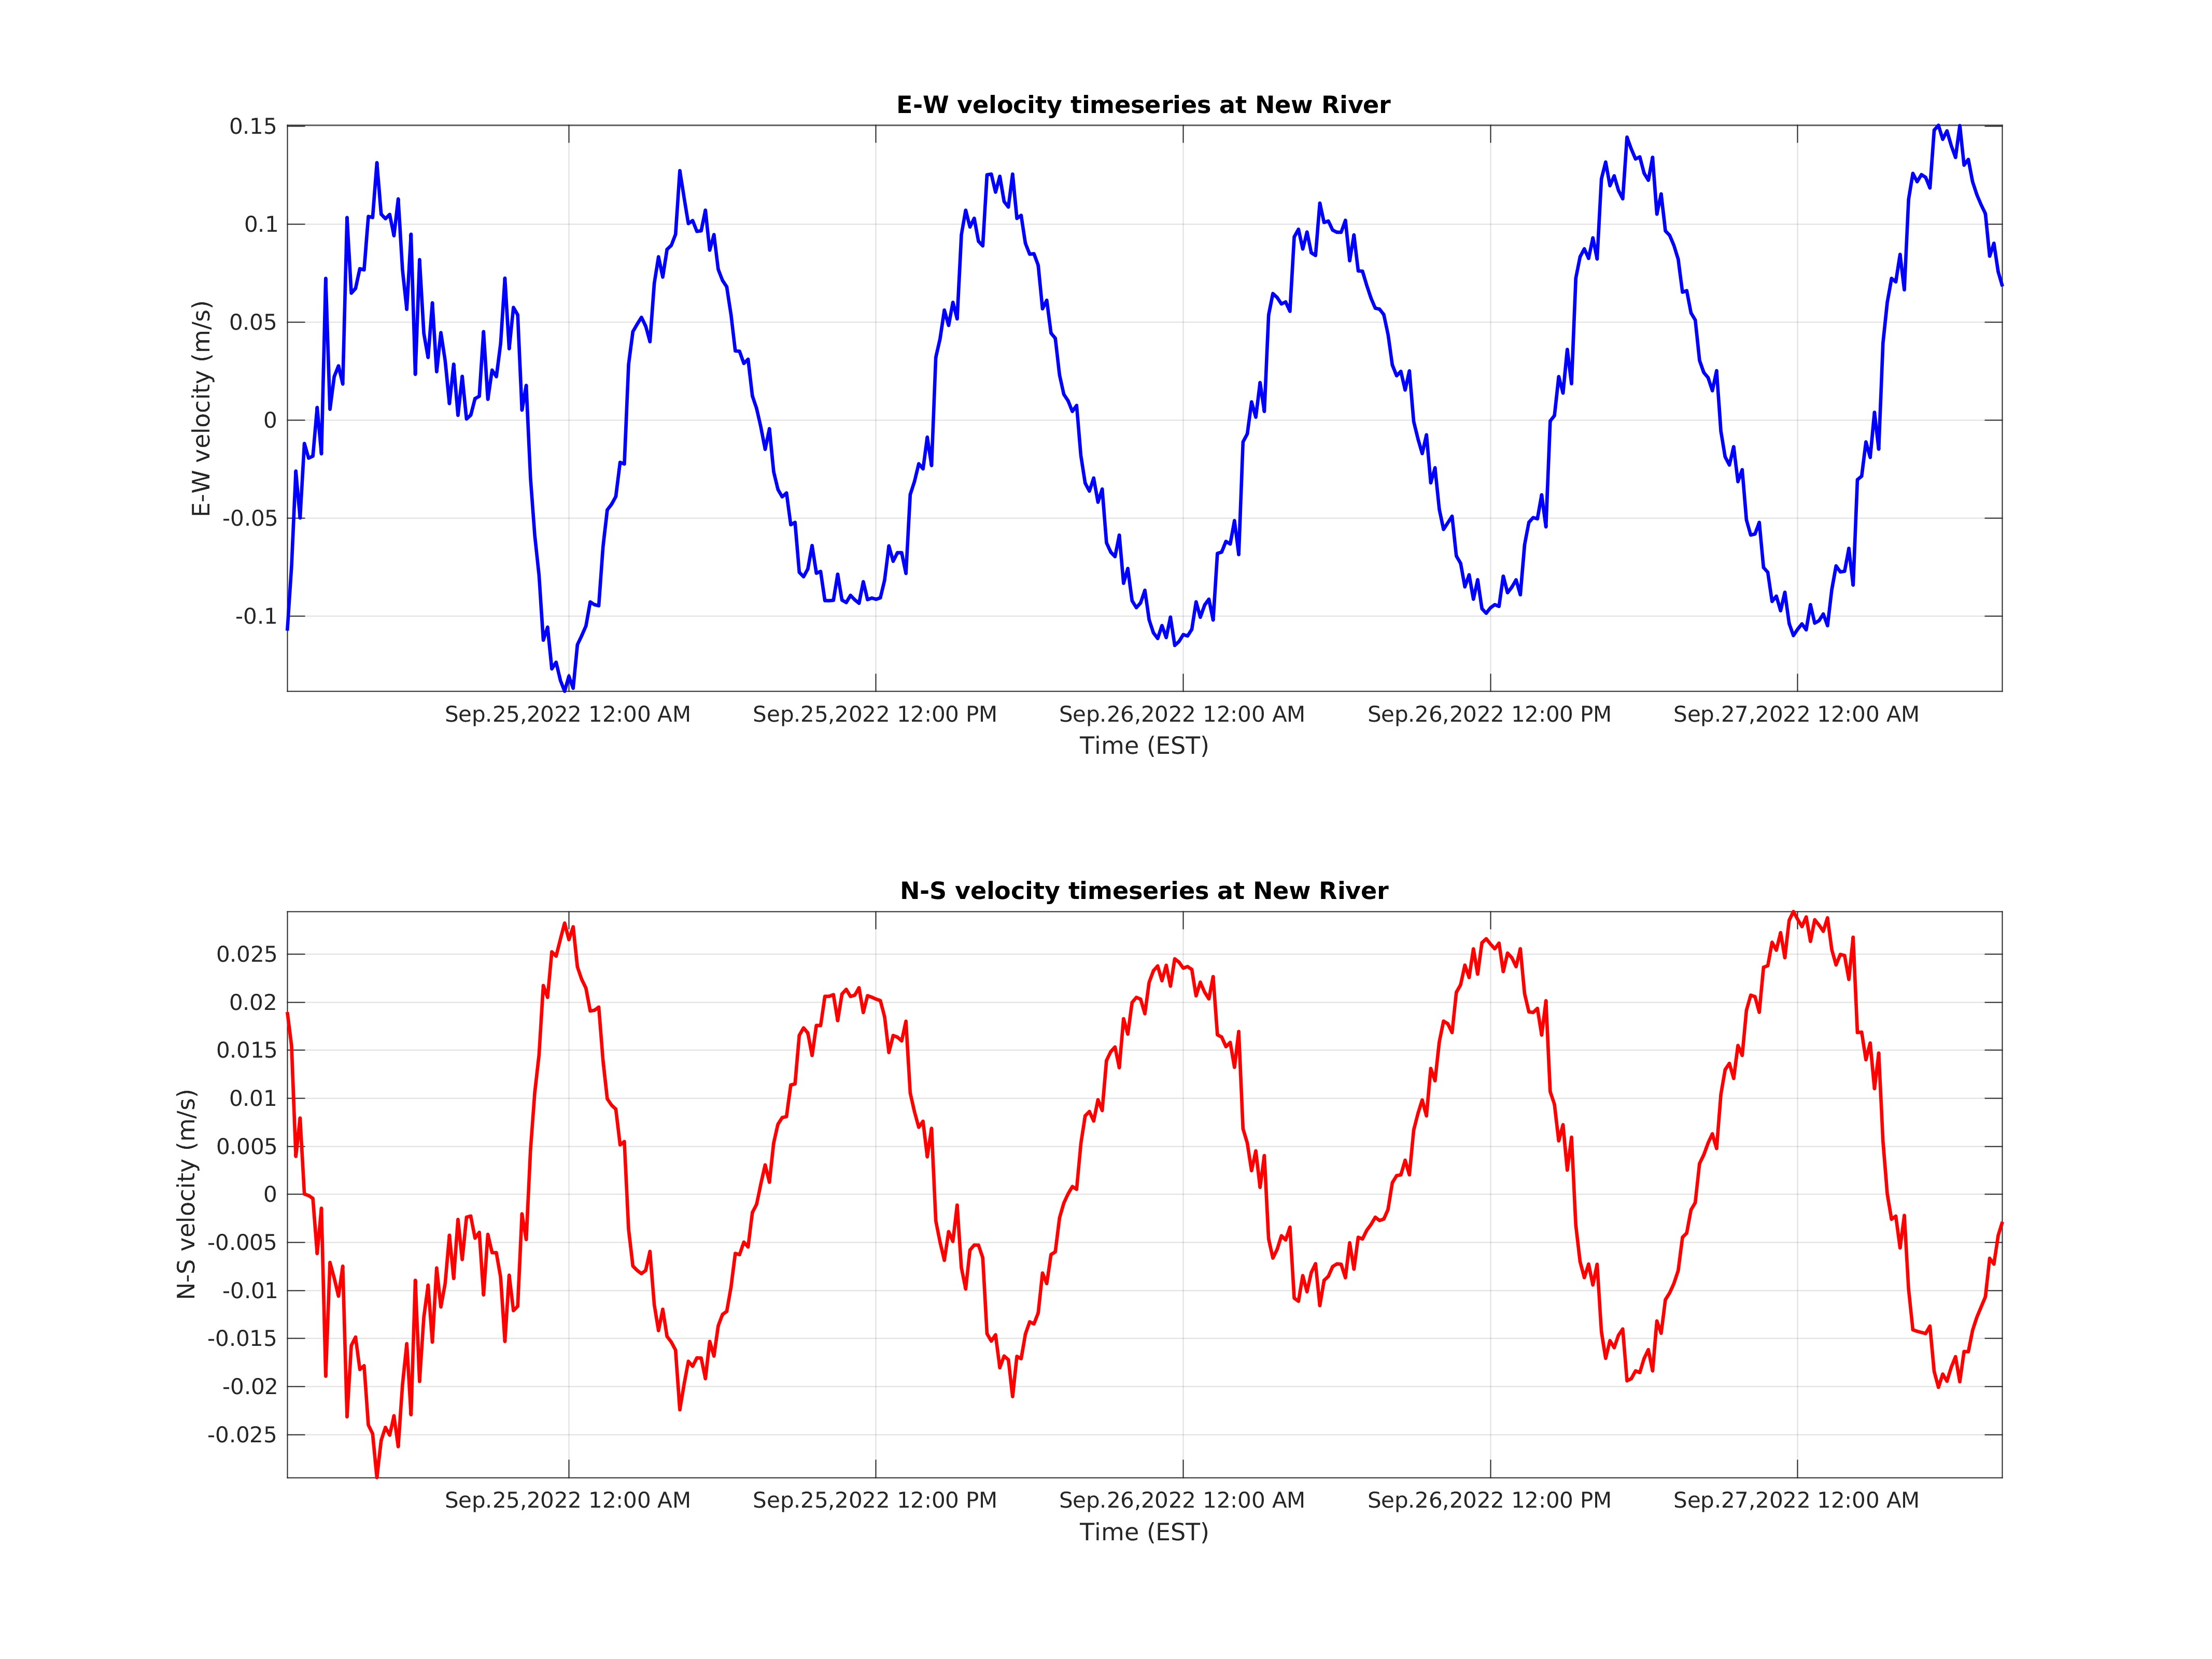 E-W velocity timeseries at New River
0.15
0.1
0.05
0
-0.05
-0.1
E-W velocity (m/s)
Sep.25,2022 12:00 AM
Sep.25,2022 12:00 PM
Sep.26,2022 12:00 AM
Sep.26,2022 12:00 PM
Sep.27,2022 12:00 AM
Time (EST)
N-S velocity timeseries at New River
0.025
0.02
0.015
0.01
0.005
0
-0.005
-0.01
-0.015
-0.02
-0.025
N-S velocity (m/s)
Sep.25,2022 12:00 AM
Sep.25,2022 12:00 PM
Sep.26,2022 12:00 AM
Sep.26,2022 12:00 PM
Sep.27,2022 12:00 AM
Time (EST)